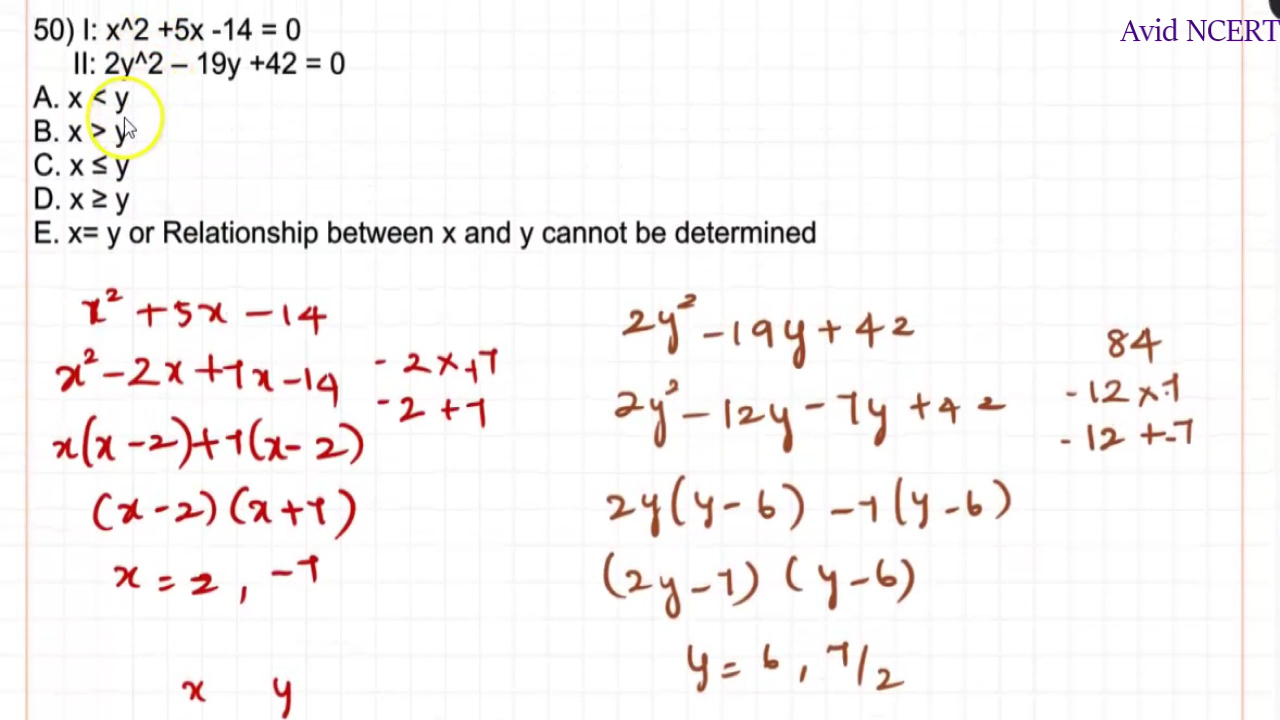 Avid NCERT
50) I: x^2 +5x -14 = 0
II: 2y^2 – 19y +42 = 0
A. x < y
B. x > y
C. x ≤ y
D. x ≥ y
E. x= y or Relationship between x and y cannot be determined
x² +5x -14
x² -2x +7x -14
-2 x +7
-2 +7
x(x -2) +7(x- 2)
(x -2) (x +7)
x = 2, -7
x y
2y² -19y + 42
2y² - 12y - 7y + 42
84
-12 x -7
-12 + -7
2y(y - 6) -7(y -6)
(2y -7) (y -6)
y = 6, 7/2